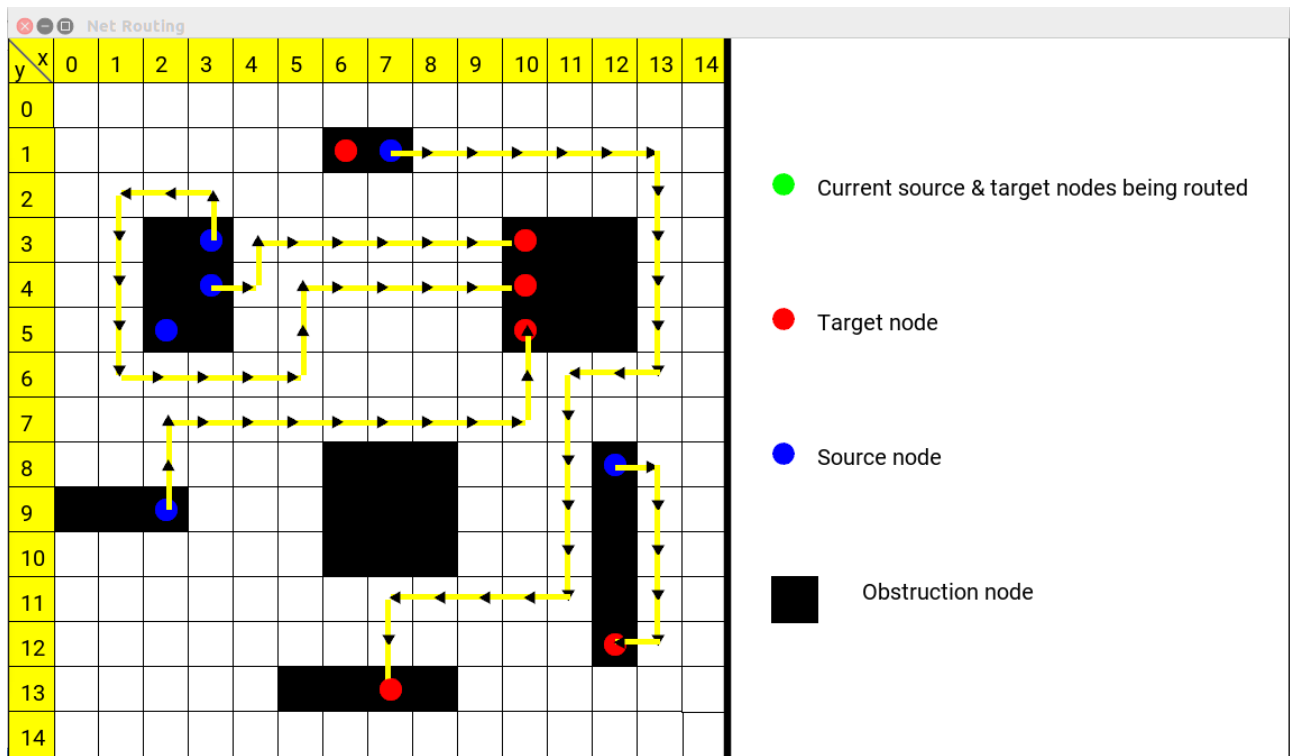 Net Routing
x
y
0 1 2 3 4 5 6 7 8 9 10 11 12 13 14
0
1
2
3
4
5
6
7
8
9
10
11
12
13
14
Current source & target nodes being routed
Target node
Source node
Obstruction node